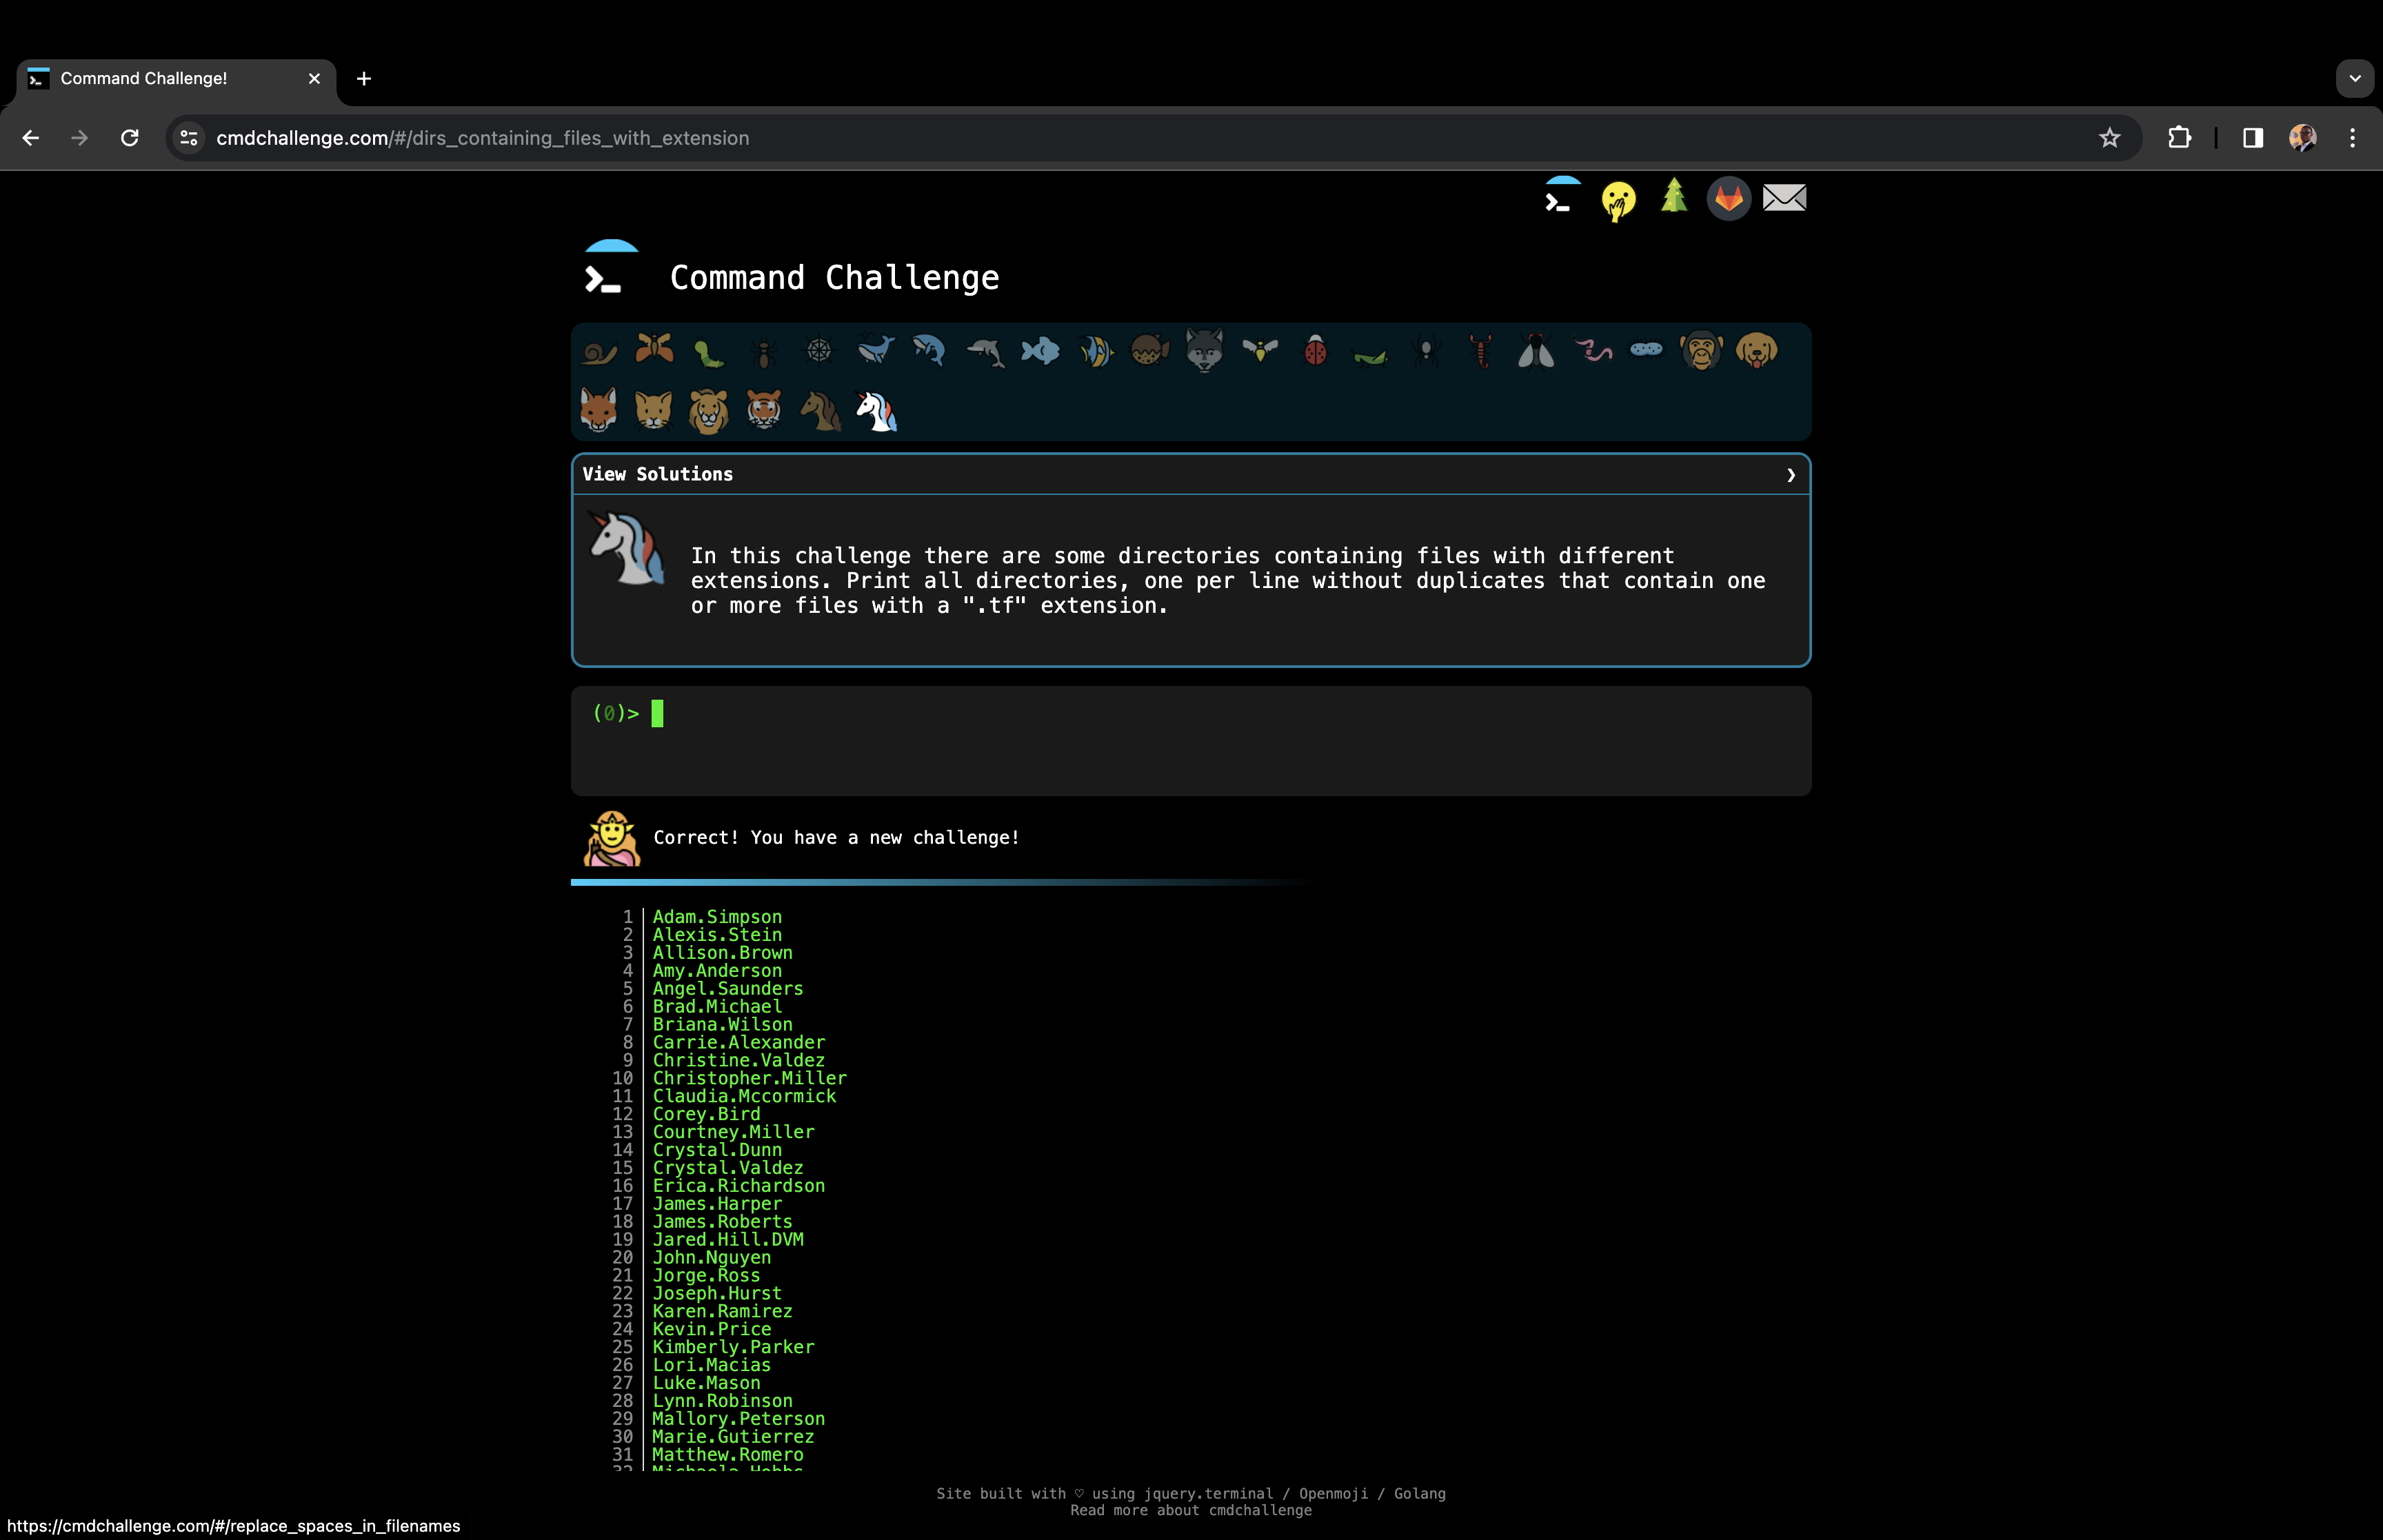 Command Challenge!
cmdchallenge.com/#/dirs_containing_files_with_extension
Command Challenge
View Solutions
In this challenge there are some directories containing files with different
extensions. Print all directories, one per line without duplicates that contain one
or more files with a ".tf" extension.
(0)>
Correct! You have a new challenge!
1 Adam.Simpson
2 Alexis.Stein
3 Allison.Brown
4 Amy.Anderson
5 Angel.Saunders
6 Brad.Michael
7 Briana.Wilson
8 Carrie.Alexander
9 Christine.Valdez
10 Christopher.Miller
11 Claudia.Mccormick
12 Corey.Bird
13 Courtney.Miller
14 Crystal.Dunn
15 Crystal.Valdez
16 Erica.Richardson
17 James.Harper
18 James.Roberts
19 Jared.Hill.DVM
20 John.Nguyen
21 Jorge.Ross
22 Joseph.Hurst
23 Karen.Ramirez
24 Kevin.Price
25 Kimberly.Parker
26 Lori.Macias
27 Luke.Mason
28 Lynn.Robinson
29 Mallory.Peterson
30 Marie.Gutierrez
31 Matthew.Romero
Site built with ♡ using jquery.terminal / Openmoji / Golang
Read more about cmdchallenge
https://cmdchallenge.com/#/replace_spaces_in_filenames